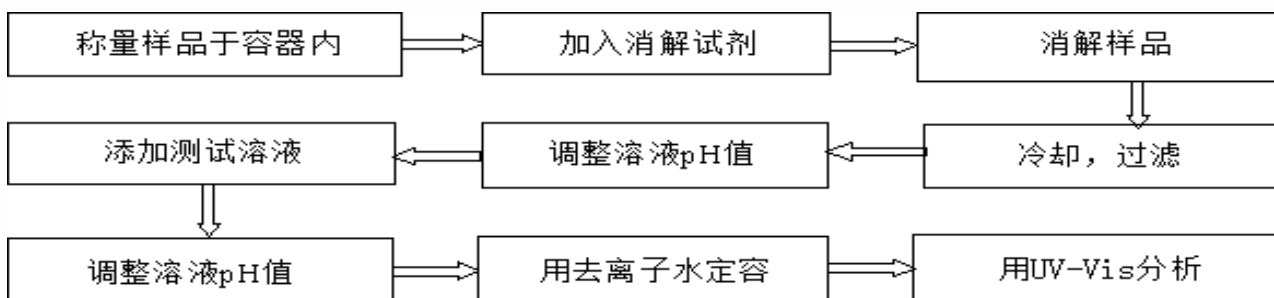 称量样品于容器内
加入消解试剂
消解样品
冷却，过滤
调整溶液pH值
添加测试溶液
调整溶液pH值
用去离子水定容
用UV-Vis分析